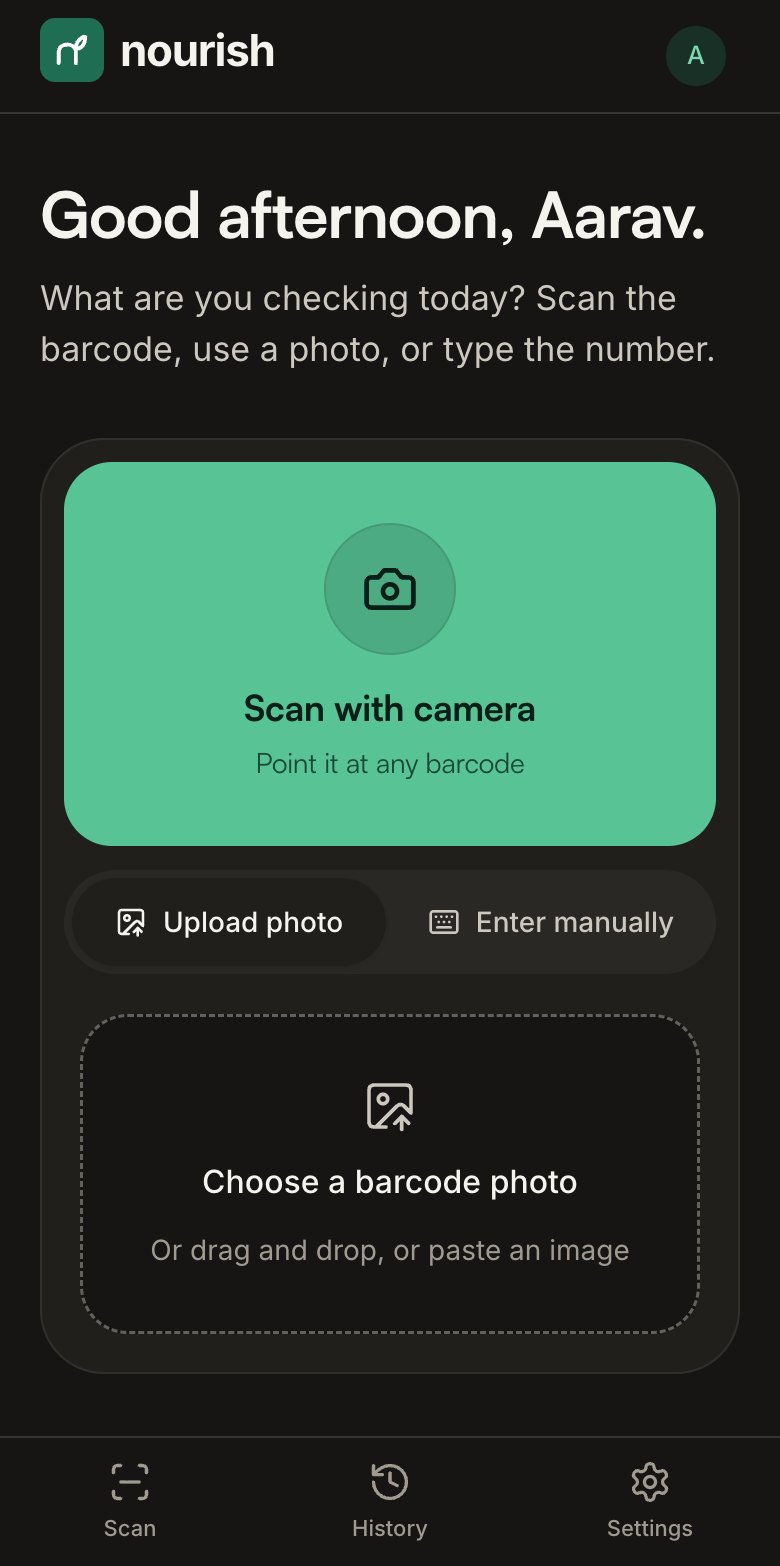 nourish
A
Good afternoon, Aarav.
What are you checking today? Scan the
barcode, use a photo, or type the number.
Scan with camera
Point it at any barcode
Upload photo
Enter manually
Choose a barcode photo
Or drag and drop, or paste an image
Scan
History
Settings